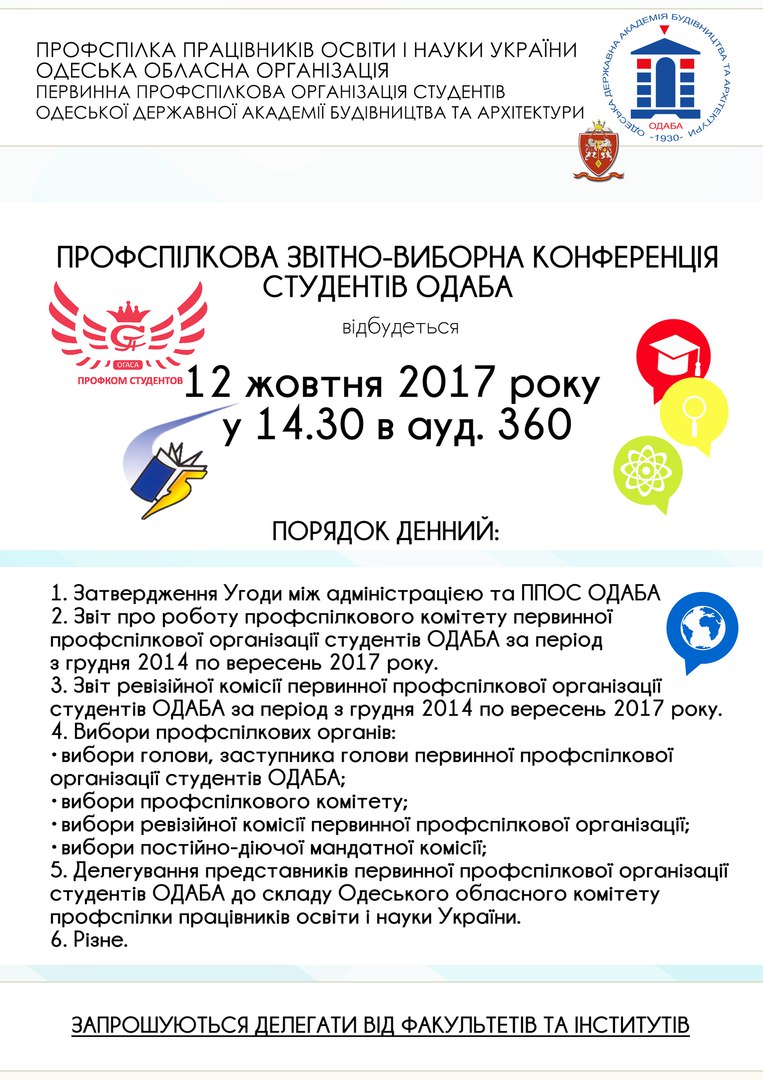 ПРОФСПІЛКА ПРАЦІВНИКІВ ОСВІТИ І НАУКИ УКРАЇНИ
ОДЕСЬКА ОБЛАСНА ОРГАНІЗАЦІЯ
ПЕРВИННА ПРОФСПІЛКОВА ОРГАНІЗАЦІЯ СТУДЕНТІВ
ОДЕСЬКОЇ ДЕРЖАВНОЇ АКАДЕМІЇ БУДІВНИЦТВА ТА АРХІТЕКТУРИ
ОДЕСЬКА ДЕРЖАВНА АКАДЕМІЯ БУДІВНИЦТВА ТА АРХІТЕКТУРИ
ОДАБА
-1930-
ПРОФСПІЛКОВА ЗВІТНО-ВИБОРНА КОНФЕРЕНЦІЯ
СТУДЕНТІВ ОДАБА
відбудеться
ОГАСА
ПРОФКОМ СТУДЕНТОВ
12 жовтня 2017 року
у 14.30 в ауд. 360
ПОРЯДОК ДЕННИЙ:
1. Затвердження Угоди між адміністрацією та ППОС ОДАБА
2. Звіт про роботу профспілкового комітету первинної
профспілкової організації студентів ОДАБА за період
з грудня 2014 по вересень 2017 року.
3. Звіт ревізійної комісії первинної профспілкової організації
студентів ОДАБА за період з грудня 2014 по вересень 2017 року.
4. Вибори профспілкових органів:
• вибори голови, заступника голови первинної профспілкової
організації студентів ОДАБА;
• вибори профспілкового комітету;
• вибори ревізійної комісії первинної профспілкової організації;
• вибори постійно-діючої мандатної комісії;
5. Делегування представників первинної профспілкової організації
студентів ОДАБА до складу Одеського обласного комітету
профспілки працівників освіти і науки України.
6. Різне.
ЗАПРОШУЮТЬСЯ ДЕЛЕГАТИ ВІД ФАКУЛЬТЕТІВ ТА ІНСТИТУТІВ